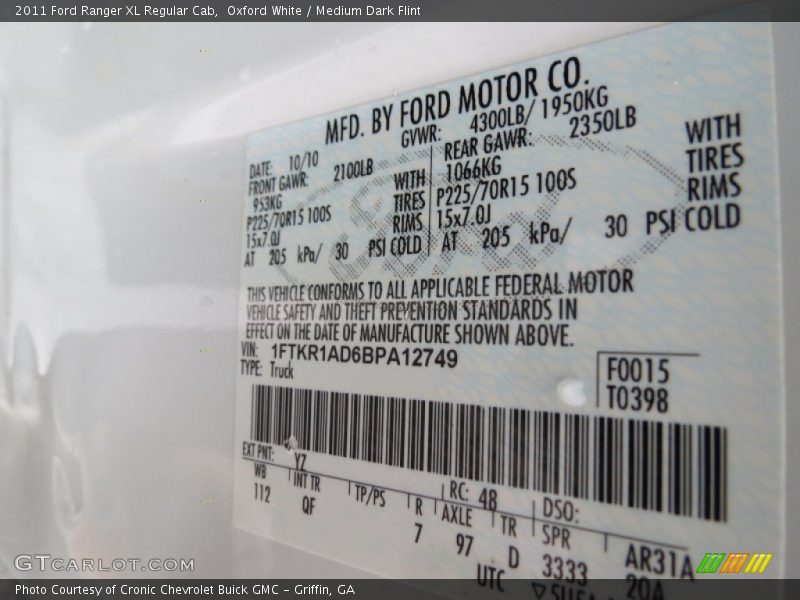 2011 Ford Ranger XL Regular Cab,  Oxford White / Medium Dark Flint
MFD. BY FORD MOTOR CO.
DATE: 10/10 GVWR: 4300LB/ 1950KG
FRONT GAWR: 2100LB REAR GAWR: 2350LB
953KG WITH 1066KG WITH
P225/70R15 100S TIRES P225/70R15 100S TIRES
15x7.0J RIMS 15x7.0J RIMS
AT 205 kPa/ 30 PSI COLD AT 205 kPa/ 30 PSI COLD
THIS VEHICLE CONFORMS TO ALL APPLICABLE FEDERAL MOTOR
VEHICLE SAFETY AND THEFT PREVENTION STANDARDS IN
EFFECT ON THE DATE OF MANUFACTURE SHOWN ABOVE.
VIN: 1FTKR1AD6BPA12749
TYPE: Truck
F0015
T0398
EXT PNT: YZ RC: 48 DSO:
WB INT TR TP/PS R AXLE TR SPR
112 QF 7 97 D 3333 AR31A
UTC 20A
Ford
GTCARLOT.COM
Photo Courtesy of Cronic Chevrolet Buick GMC – Griffin, GA